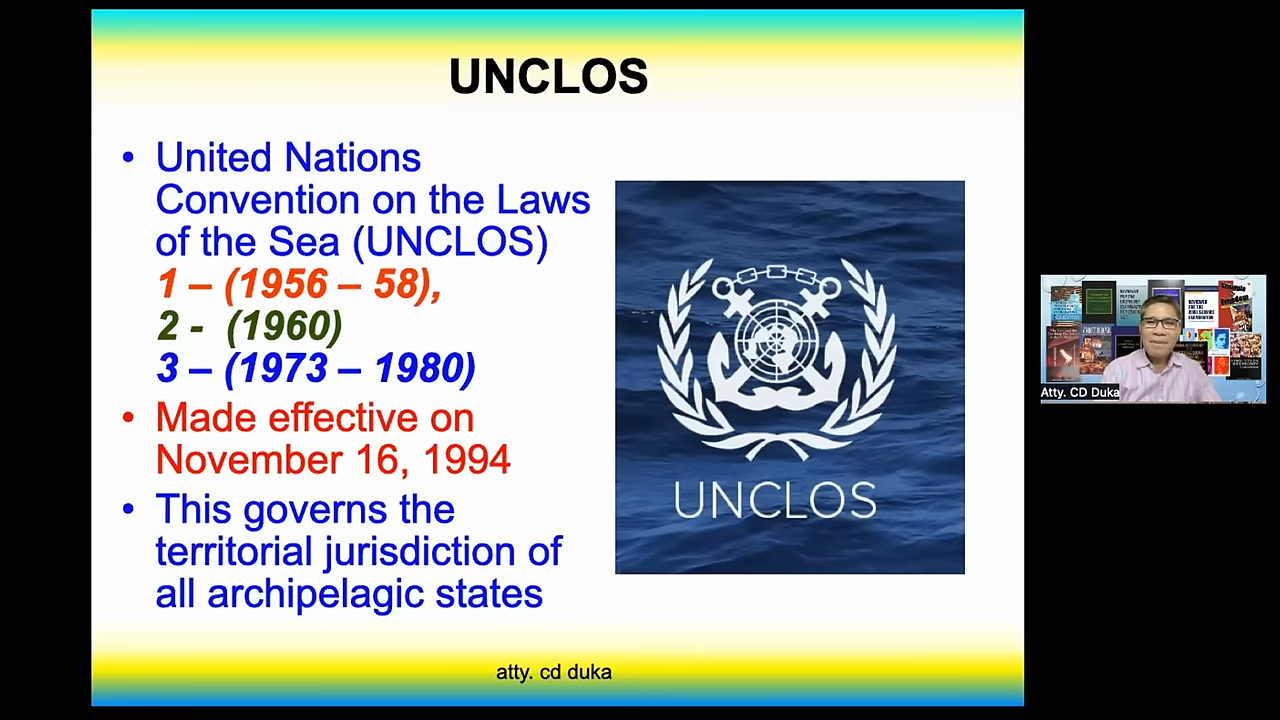 UNCLOS
• United Nations
Convention on the Laws
of the Sea (UNCLOS)
1 – (1956 – 58),
2 - (1960)
3 – (1973 – 1980)
• Made effective on
November 16, 1994
• This governs the
territorial jurisdiction of
all archipelagic states
UNCLOS
atty. cd duka
Atty. CD Duka